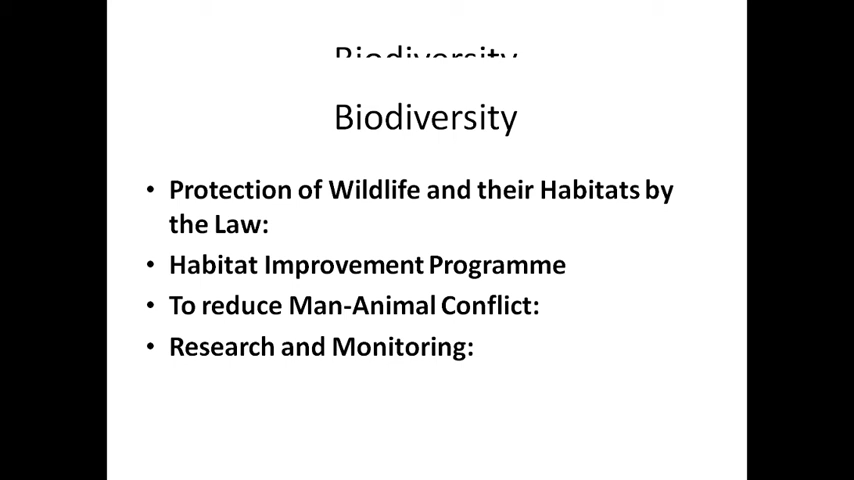 Biodiversity
Biodiversity
• Protection of Wildlife and their Habitats by
the Law:
• Habitat Improvement Programme
• To reduce Man-Animal Conflict:
• Research and Monitoring: